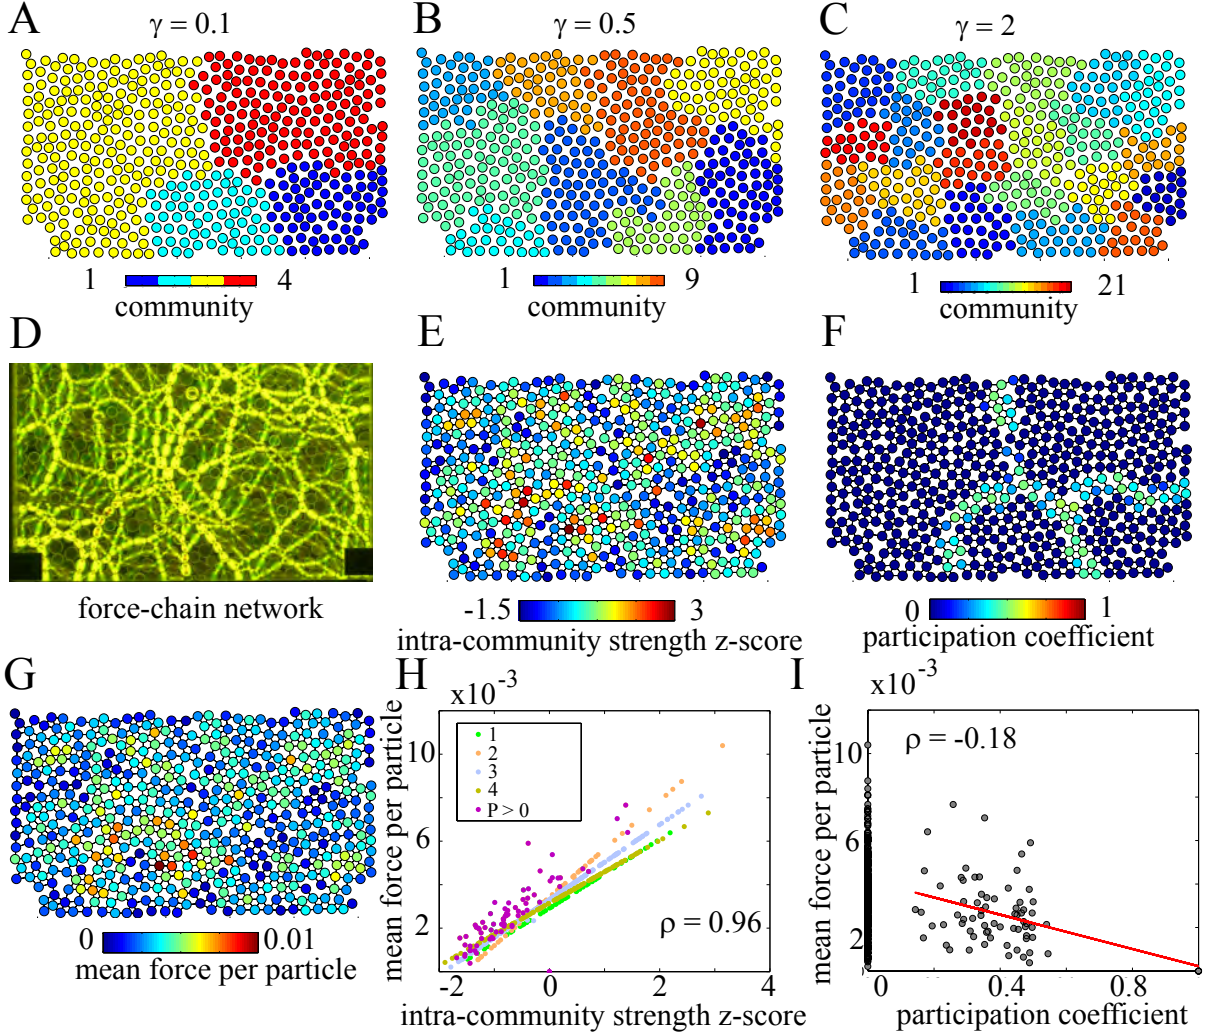 A
γ = 0.1
B
γ = 0.5
C
γ = 2
1 4
community
1 9
community
1 21
community
D
force-chain network
E
-1.5 3
intra-community strength z-score
F
0 1
participation coefficient
G
0 0.01
mean force per particle
H
x10-3
mean force per particle
10
6
2
1
2
3
4
P > 0
ρ = 0.96
-2 0 2 4
intra-community strength z-score
I
x10-3
mean force per particle
10
6
2
ρ = -0.18
0 0.4 0.8 1
participation coefficient